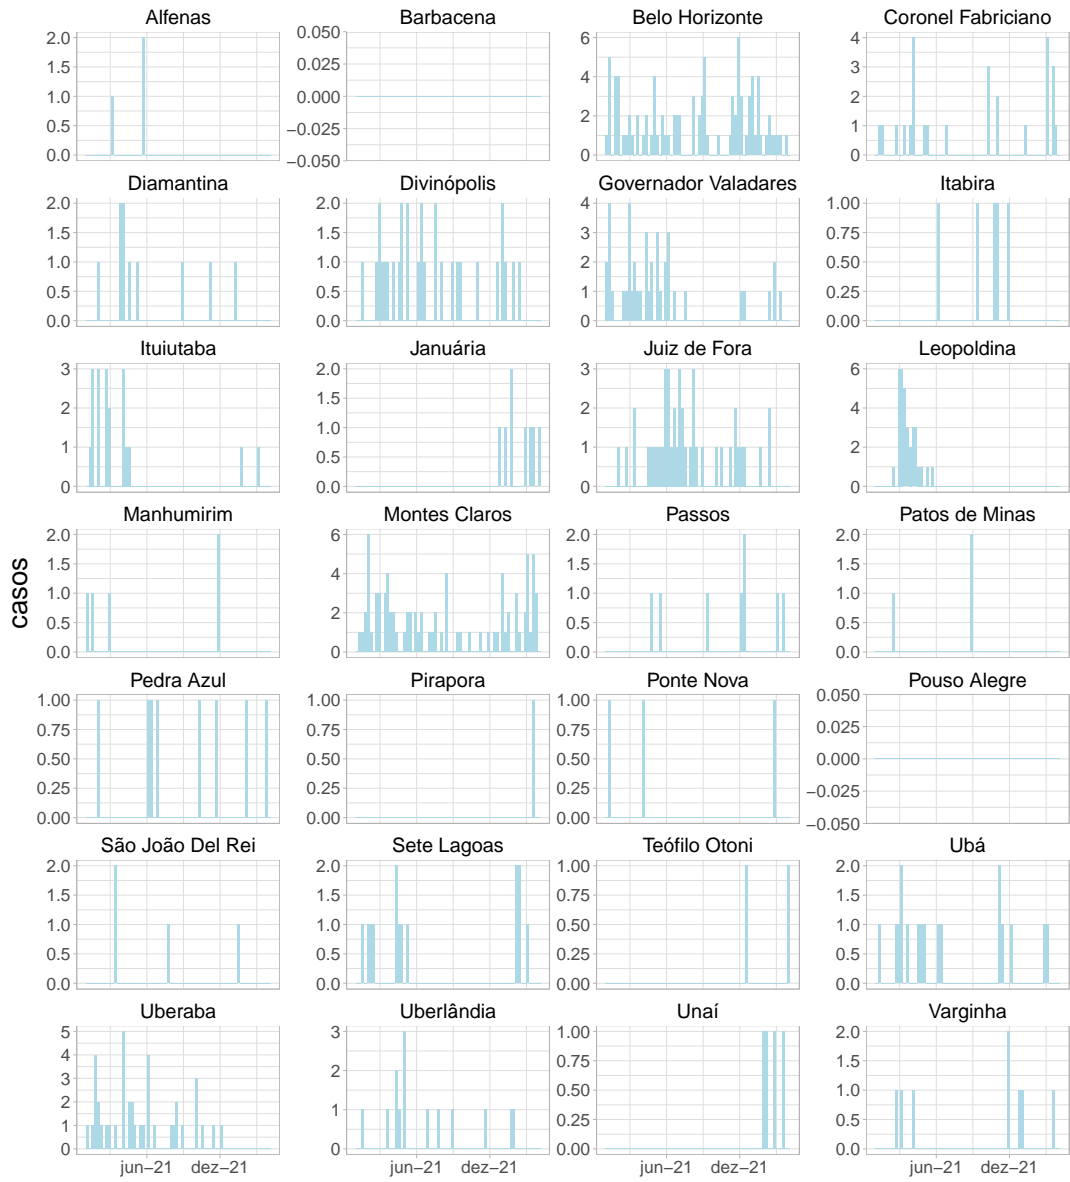 Alfenas Barbacena Belo Horizonte Coronel Fabriciano
2.0 1.5 1.0 0.5 0.0
0.050 0.025 0.000 −0.025 −0.050
6 4 2 0
4 3 2 1 0
Diamantina Divinópolis Governador Valadares Itabira
2.0 1.5 1.0 0.5 0.0
2.0 1.5 1.0 0.5 0.0
4 3 2 1 0
1.00 0.75 0.50 0.25 0.00
Ituiutaba Januária Juiz de Fora Leopoldina
3 2 1 0
2.0 1.5 1.0 0.5 0.0
3 2 1 0
6 4 2 0
Manhumirim Montes Claros Passos Patos de Minas
2.0 1.5 1.0 0.5 0.0
6 4 2 0
2.0 1.5 1.0 0.5 0.0
2.0 1.5 1.0 0.5 0.0
casos
Pedra Azul Pirapora Ponte Nova Pouso Alegre
1.00 0.75 0.50 0.25 0.00
1.00 0.75 0.50 0.25 0.00
1.00 0.75 0.50 0.25 0.00
0.050 0.025 0.000 −0.025 −0.050
São João Del Rei Sete Lagoas Teófilo Otoni Ubá
2.0 1.5 1.0 0.5 0.0
2.0 1.5 1.0 0.5 0.0
1.00 0.75 0.50 0.25 0.00
2.0 1.5 1.0 0.5 0.0
Uberaba Uberlândia Unaí Varginha
5 4 3 2 1 0
3 2 1 0
1.00 0.75 0.50 0.25 0.00
2.0 1.5 1.0 0.5 0.0
jun−21 dez−21 jun−21 dez−21 jun−21 dez−21 jun−21 dez−21